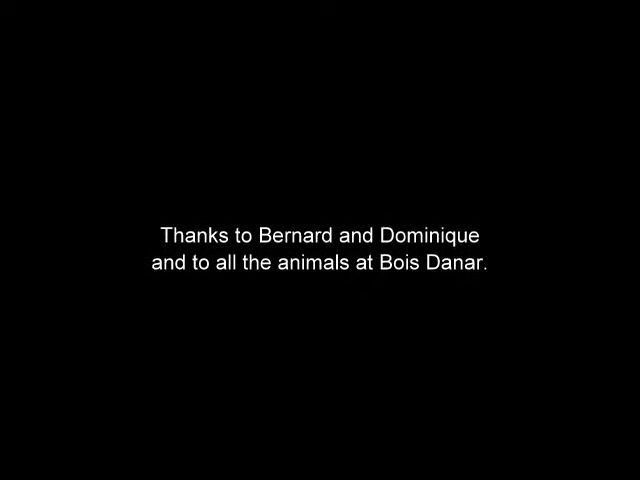 Thanks to Bernard and Dominique
and to all the animals at Bois Danar.